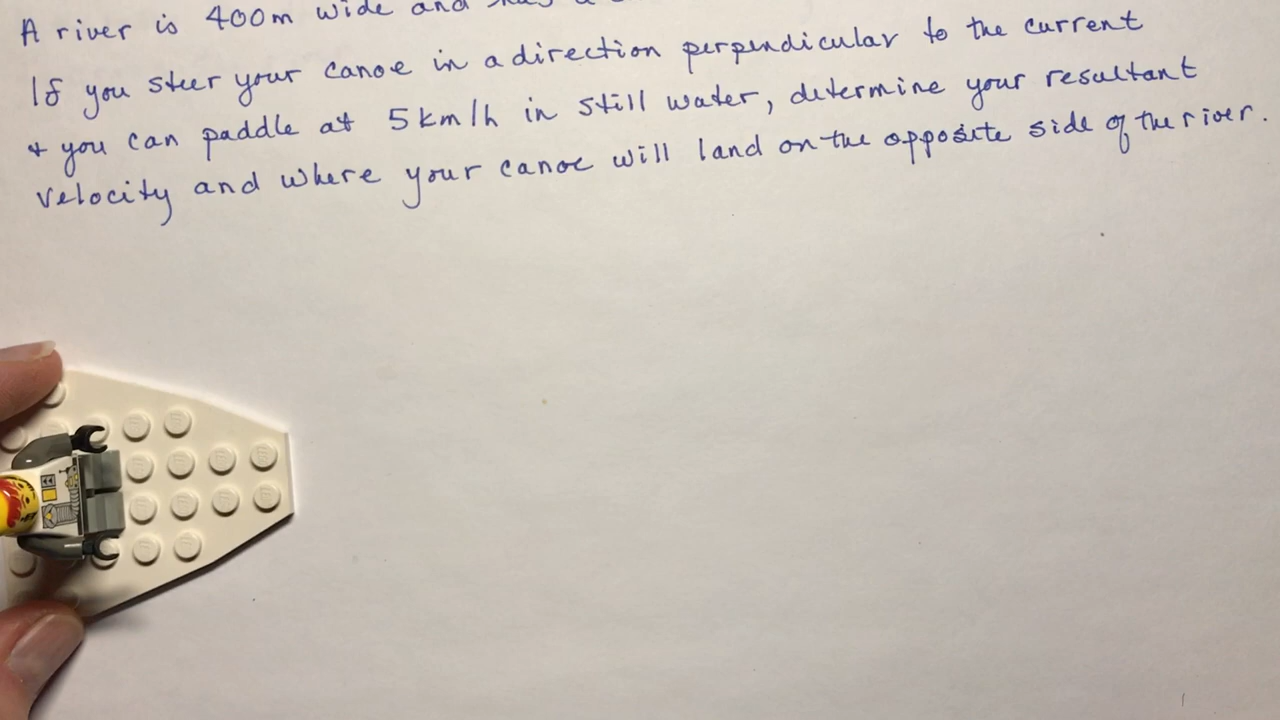 A river is 400m wide and
If you steer your canoe in a direction perpendicular to the current
+ you can paddle at 5 km/h in still water, determine your resultant
velocity and where your canoe will land on the opposite side of the river.